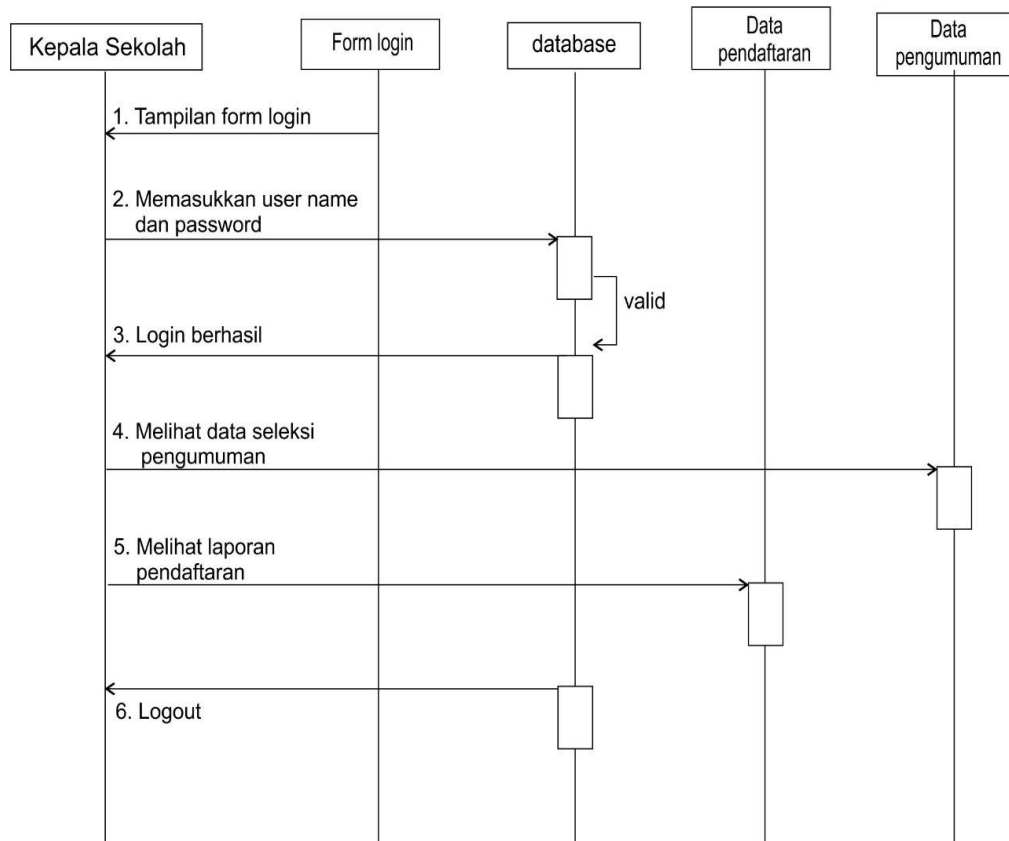 Kepala Sekolah
Form login
database
Data
pendaftaran
Data
pengumuman
1. Tampilan form login
2. Memasukkan user name
dan password
valid
3. Login berhasil
4. Melihat data seleksi
pengumuman
5. Melihat laporan
pendaftaran
6. Logout